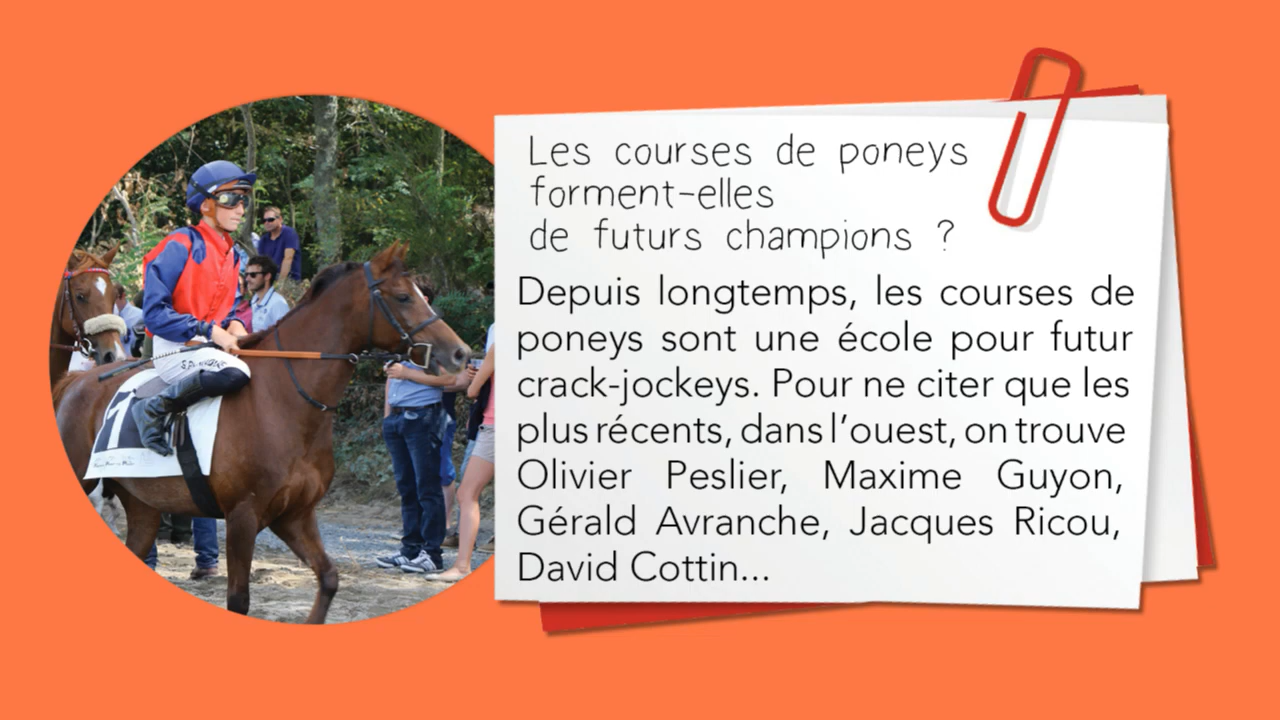 Les courses de poneys
forment-elles
de futurs champions ?
Depuis longtemps, les courses de
poneys sont une école pour futur
crack-jockeys. Pour ne citer que les
plus récents, dans l'ouest, on trouve
Olivier Peslier, Maxime Guyon,
Gérald Avranche, Jacques Ricou,
David Cottin...
1